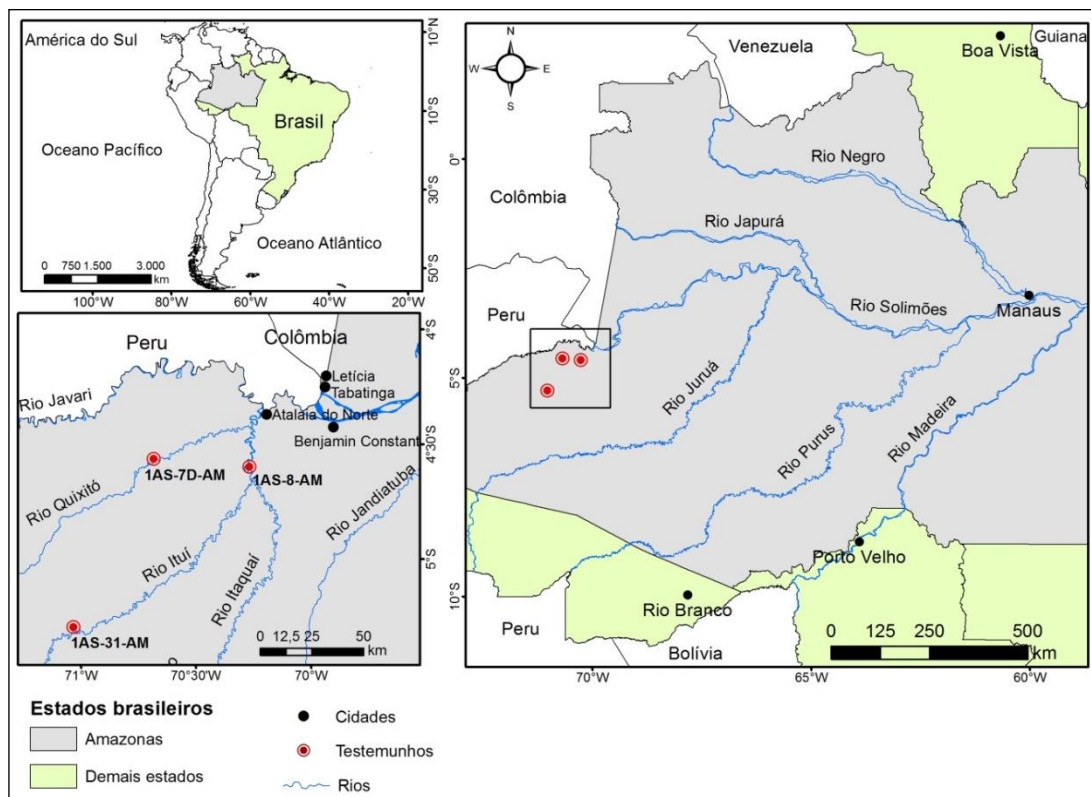 América do Sul
Brasil
Oceano Pacífico
Oceano Atlântico
0 750 1.500 3.000
km
100°W 80°W 60°W 40°W 20°W
10°N
10°S
30°S
50°S
N
W E
S
Venezuela
Guiana
Boa Vista
0°
Rio Negro
Colômbia
Rio Japurá
Rio Solimões
Manaus
Peru
5°S
Rio Juruá
Rio Purus
Rio Madeira
Porto Velho
Rio Branco
10°S
Peru
Bolívia
0 125 250 500
km
70°W 65°W 60°W
Peru
Colômbia
4°S
Letícia
Tabatinga
Rio Javari
Atalaia do Norte
Benjamin Constant
4°30'S
1AS-7D-AM
1AS-8-AM
Rio Quixitó
Rio Jandiatuba
Rio Ituí
Rio Itaquaí
5°S
1AS-31-AM
0 12,5 25 50
km
71°W 70°30'W 70°W
Estados brasileiros
Amazonas
Demais estados
Cidades
Testemunhos
Rios